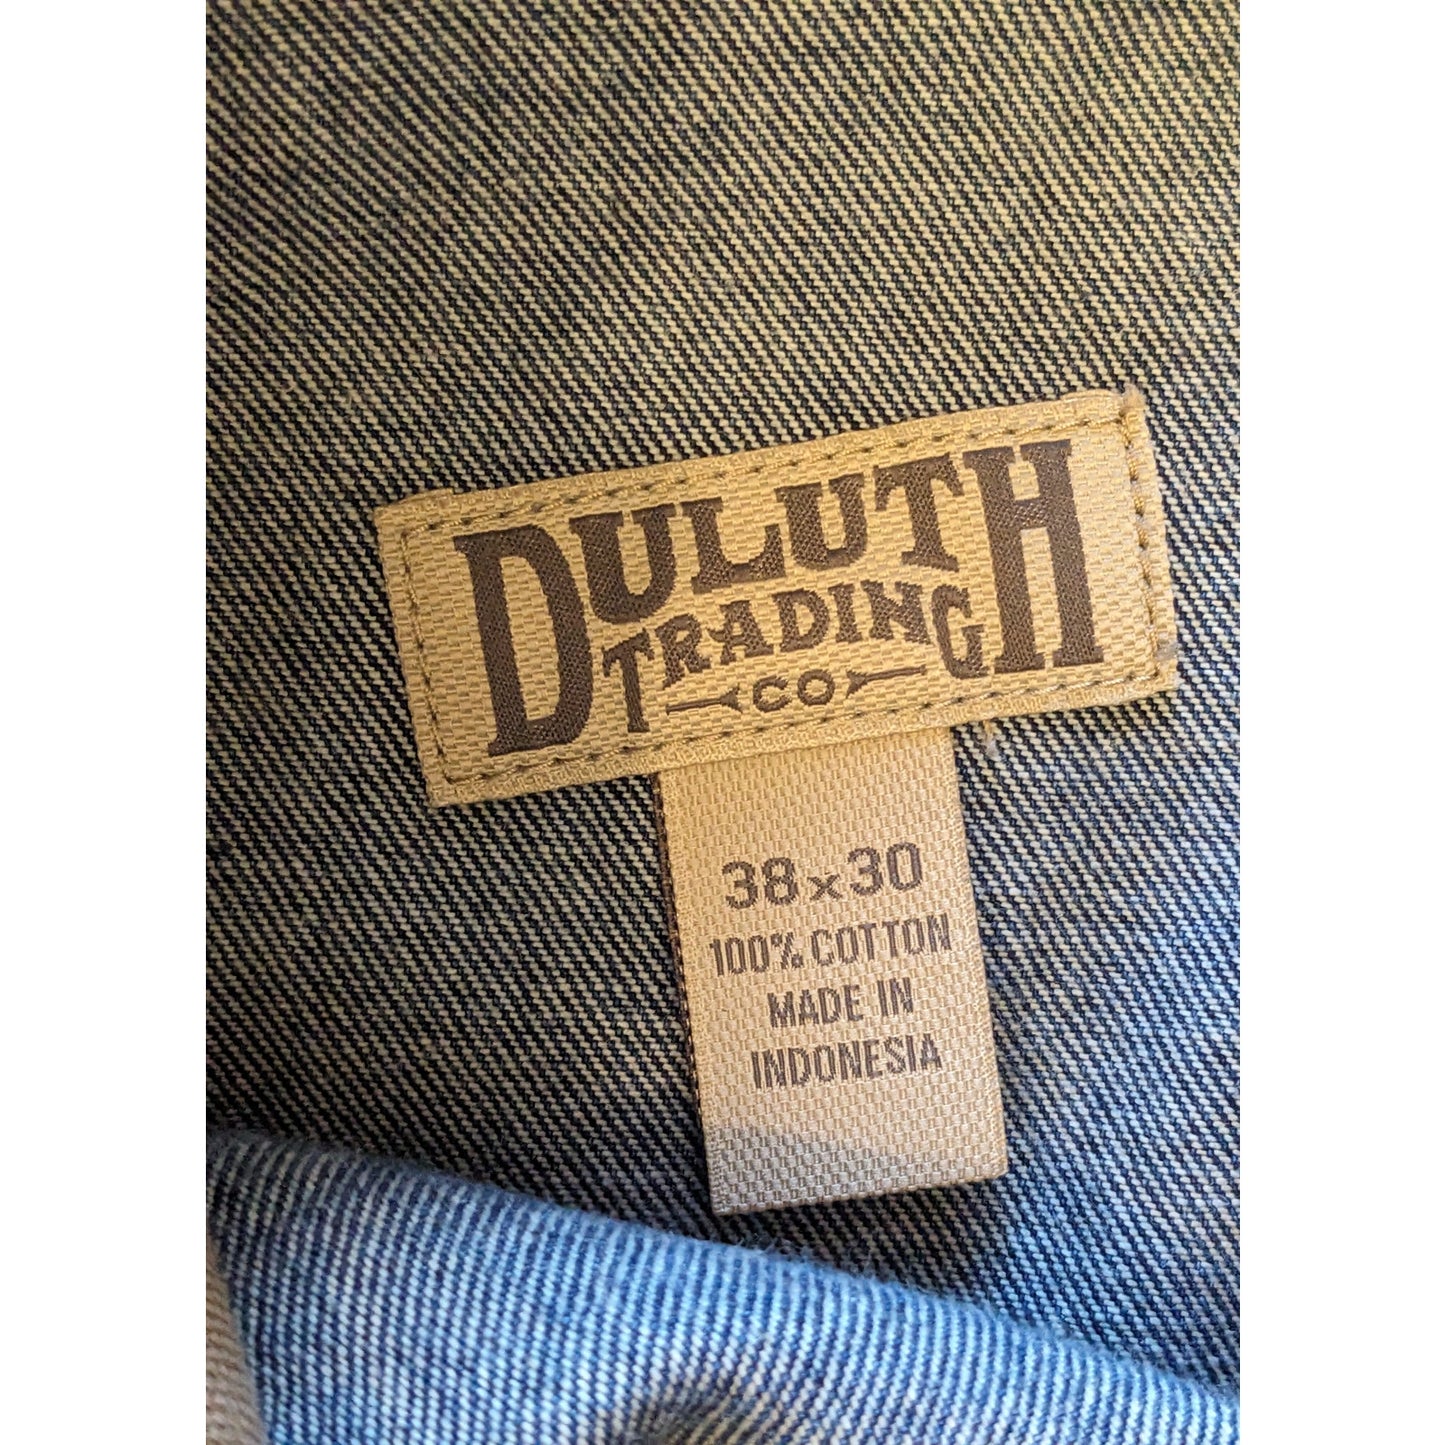 DULUTH
TRADING
CO
38x30
100% COTTON
MADE IN
INDONESIA